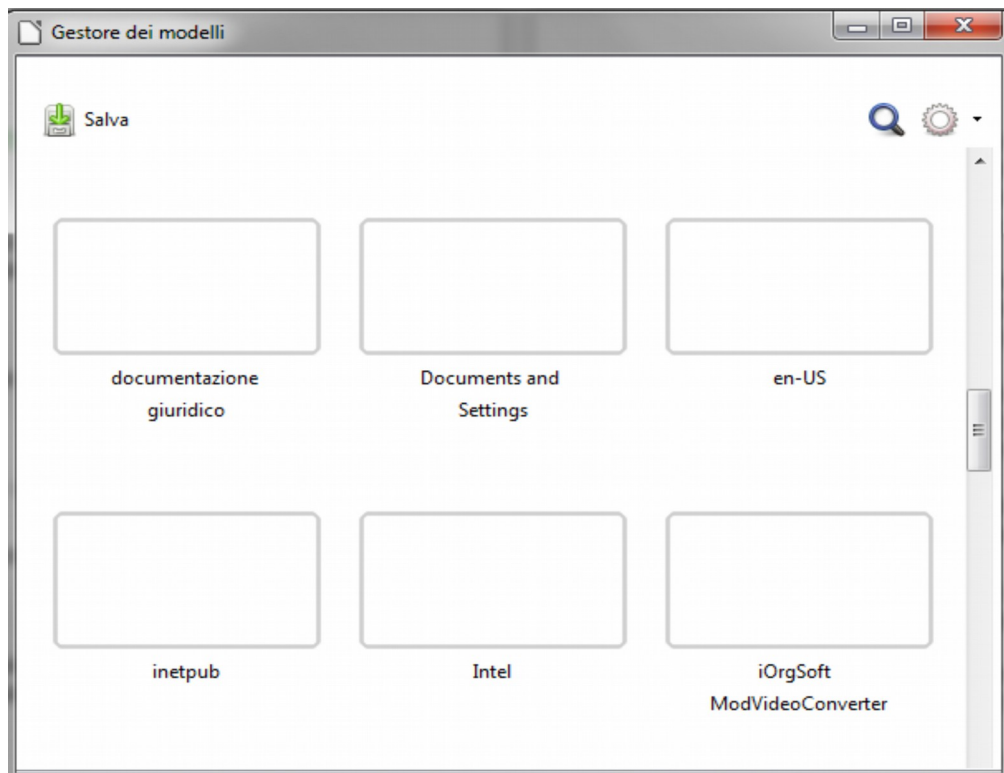 Gestore dei modelli
Salva
documentazione
giuridico
Documents and
Settings
en-US
inetpub
Intel
iOrgSoft
ModVideoConverter